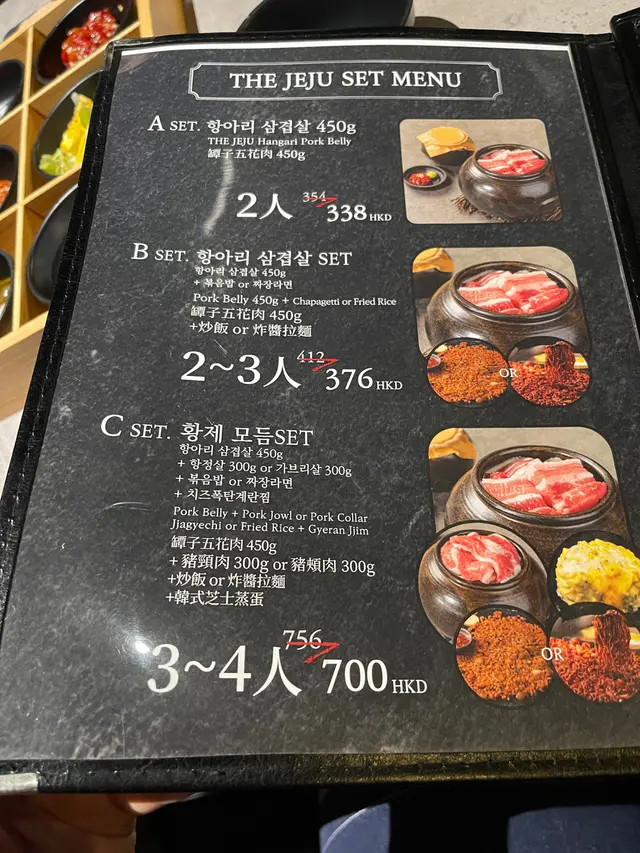 THE JEJU SET MENU
A SET. 항아리 삼겹살 450g
THE JEJU Hangari Pork Belly
罈子五花肉 450g
2人 354 338 HKD
B SET. 항아리 삼겹살 SET
항아리 삼겹살 450g
+ 볶음밥 or 짜장라면
Pork Belly 450g + Chapagetti or Fried Rice
罈子五花肉 450g
+炒飯 or 炸醬拉麵
2~3人 412 376 HKD
OR
C SET. 황제 모듬SET
항아리 삼겹살 450g
+ 항정살 300g or 가브리살 300g
+ 볶음밥 or 짜장라면
+ 치즈폭탄계란찜
Pork Belly + Pork Jowl or Pork Collar
Jjagyechi or Fried Rice + Gyeran Jjim
罈子五花肉 450g
+ 豬頸肉 300g or 豬頰肉 300g
+炒飯 or 炸醬拉麵
+韓式芝士蒸蛋
OR
3~4人 756 700 HKD